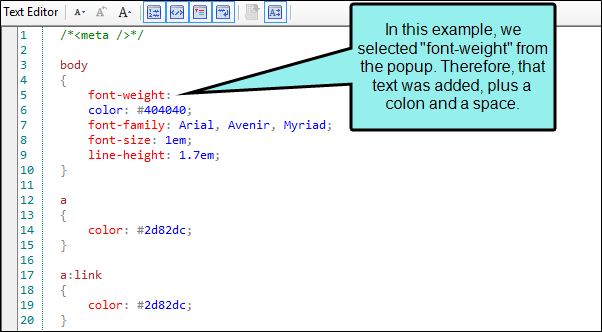 Text Editor A A A
1 /*<meta />*/
2
3 body
4 {
5 font-weight:
6 color: #404040;
7 font-family: Arial, Avenir, Myriad;
8 font-size: 1em;
9 line-height: 1.7em;
10 }
11
12 a
13 {
14 color: #2d82dc;
15 }
16
17 a:link
18 {
19 color: #2d82dc;
20 }
In this example, we
selected "font-weight" from
the popup. Therefore, that
text was added, plus a
colon and a space.